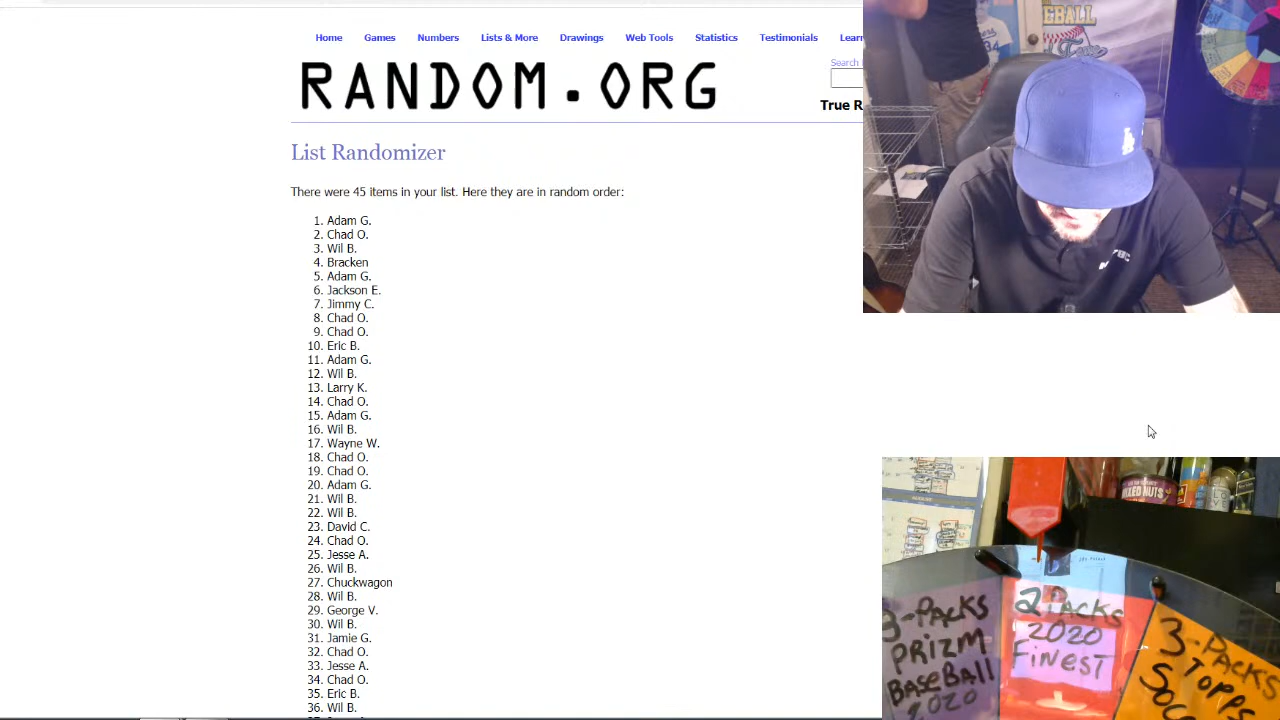 Home Games Numbers Lists & More Drawings Web Tools Statistics Testimonials Lear
Search
RANDOM.ORG
True R
List Randomizer
There were 45 items in your list. Here they are in random order:
1. Adam G.
2. Chad O.
3. Wil B.
4. Bracken
5. Adam G.
6. Jackson E.
7. Jimmy C.
8. Chad O.
9. Chad O.
10. Eric B.
11. Adam G.
12. Wil B.
13. Larry K.
14. Chad O.
15. Adam G.
16. Wil B.
17. Wayne W.
18. Chad O.
19. Chad O.
20. Adam G.
21. Wil B.
22. Wil B.
23. David C.
24. Chad O.
25. Jesse A.
26. Wil B.
27. Chuckwagon
28. Wil B.
29. George V.
30. Wil B.
31. Jamie G.
32. Chad O.
33. Jesse A.
34. Chad O.
35. Eric B.
36. Wil B.
EBALL
34
LA
MIXED NUTS
3-PACKS
PRIZM
BASEBALL
2020
2 PACKS
2020
FINEST
3-PACKS
TOPPS
SOC